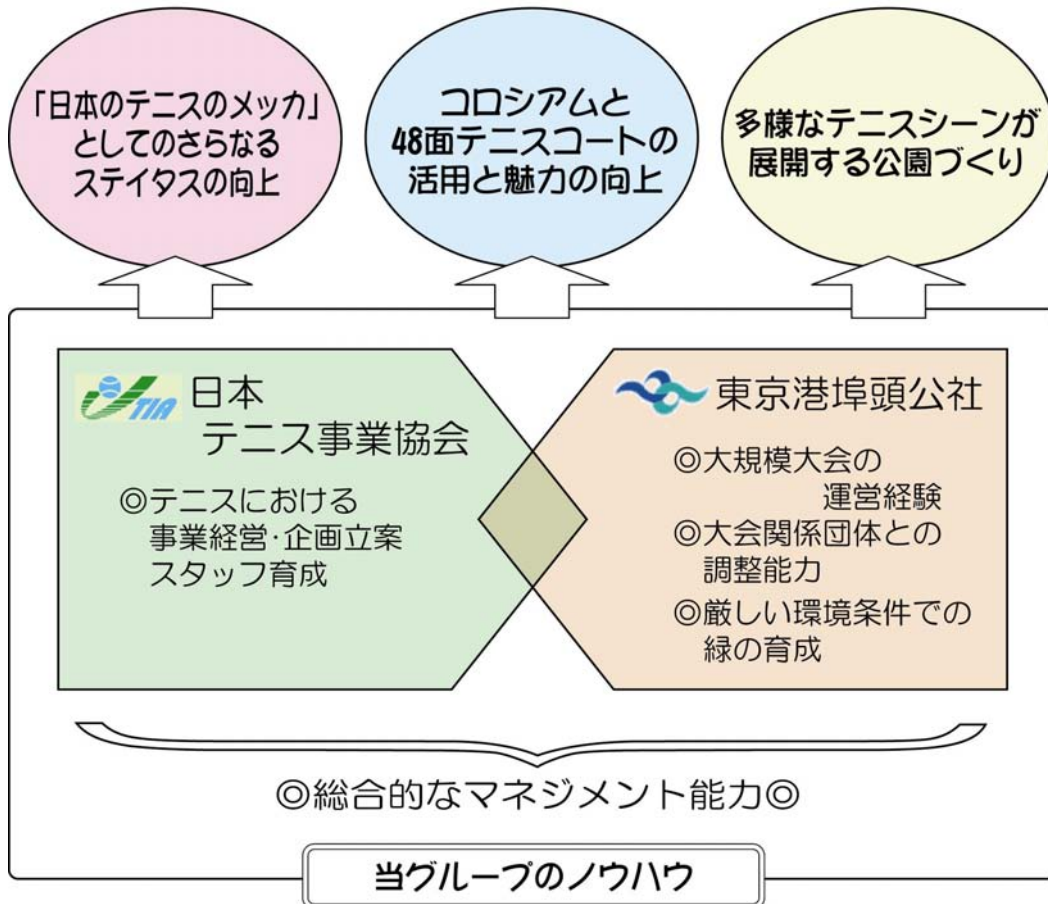 「日本のテニスのメッカ」
としてのさらなる
ステイタスの向上
コロシアムと
48面テニスコートの
活用と魅力の向上
多様なテニスシーンが
展開する公園づくり
JTIA 日本
テニス事業協会
◎テニスにおける
事業経営・企画立案
スタッフ育成
東京港埠頭公社
◎大規模大会の
運営経験
◎大会関係団体との
調整能力
◎厳しい環境条件での
緑の育成
◎総合的なマネジメント能力◎
当グループのノウハウ